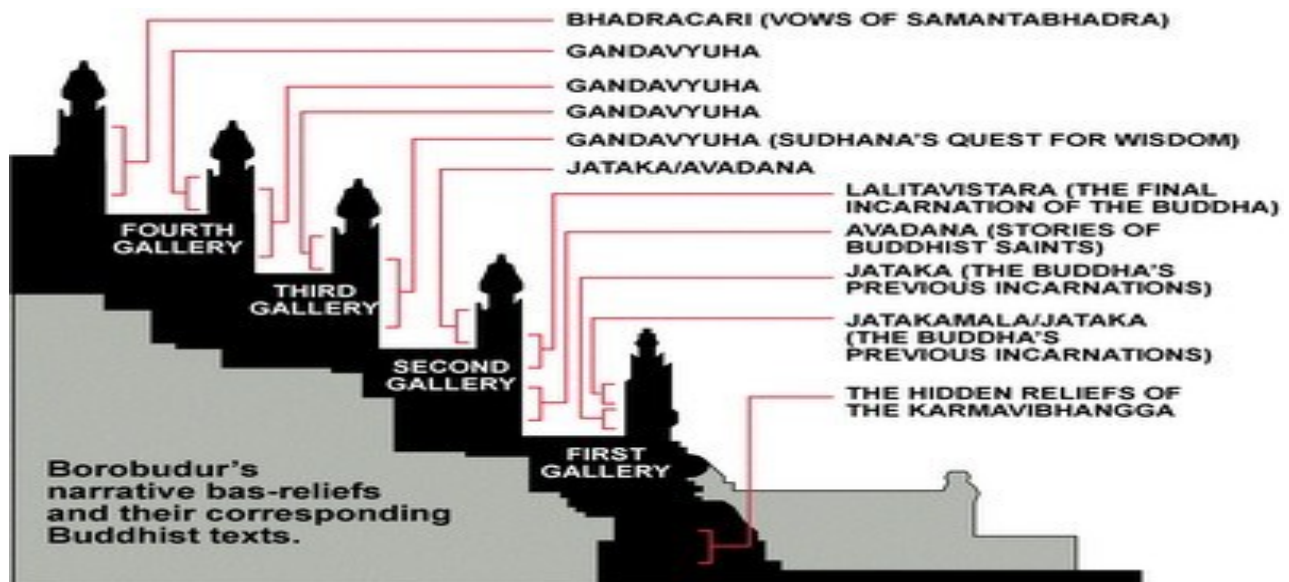 BHADRACARI (VOWS OF SAMANTABHADRA)
GANDAVYUHA
GANDAVYUHA
GANDAVYUHA
GANDAVYUHA (SUDHANA'S QUEST FOR WISDOM)
JATAKA/AVADANA
LALITAVISTARA (THE FINAL
INCARNATION OF THE BUDDHA)
AVADANA (STORIES OF
BUDDHIST SAINTS)
JATAKA (THE BUDDHA'S
PREVIOUS INCARNATIONS)
JATAKAMALA/JATAKA
(THE BUDDHA'S
PREVIOUS INCARNATIONS)
THE HIDDEN RELIEFS OF
THE KARMAVIBHANGGA
FOURTH
GALLERY
THIRD
GALLERY
SECOND
GALLERY
FIRST
GALLERY
Borobudur's
narrative bas-reliefs
and their corresponding
Buddhist texts.